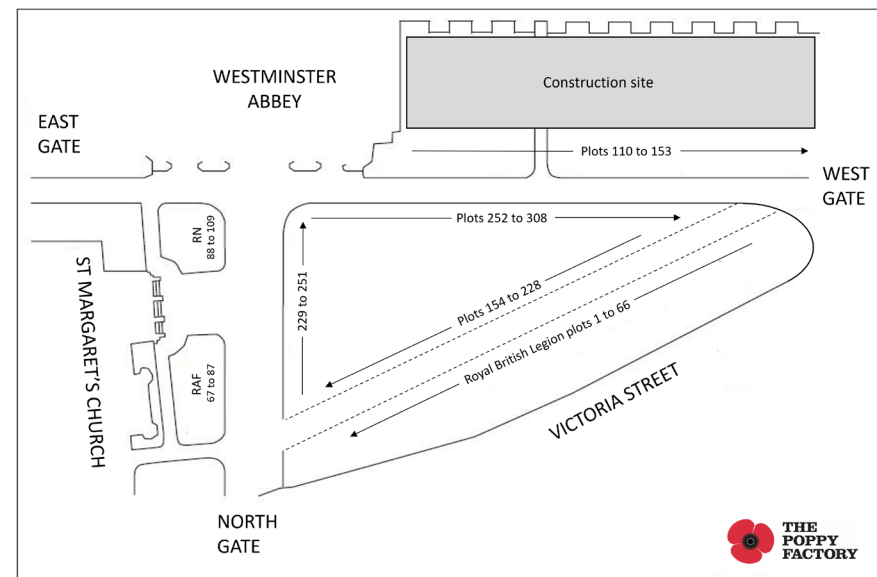 WESTMINSTER
ABBEY
Construction site
EAST
GATE
Plots 110 to 153
WEST
GATE
RN
88 to 109
Plots 252 to 308
229 to 251
Plots 154 to 228
Royal British Legion plots 1 to 66
ST MARGARET'S CHURCH
RAF
67 to 87
VICTORIA STREET
NORTH
GATE
THE
POPPY
FACTORY